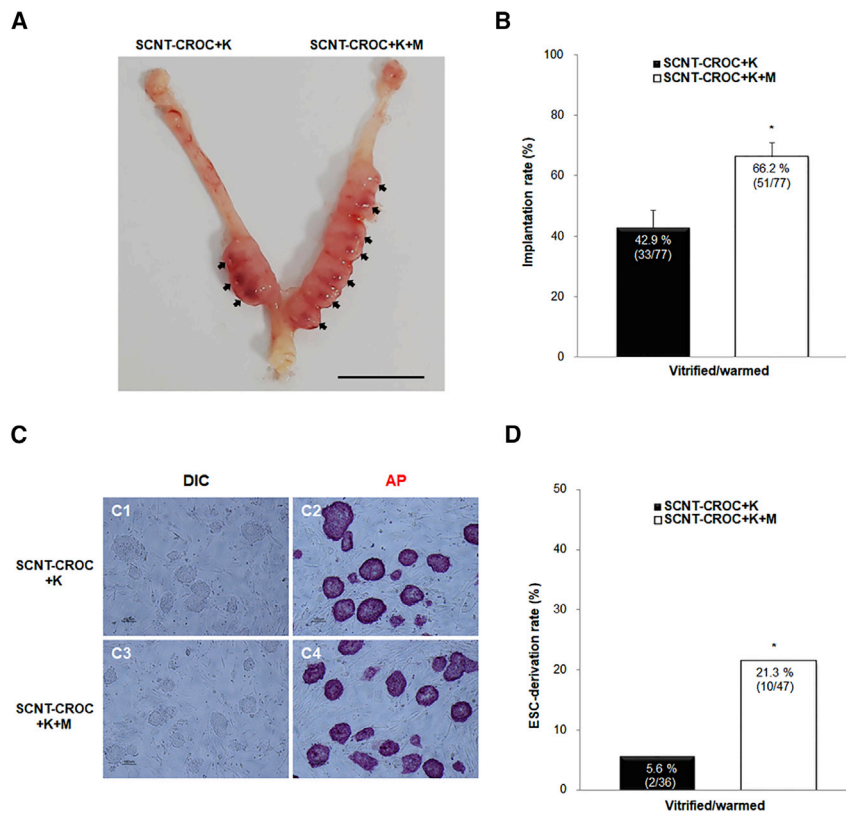 A
SCNT-CROC+K
SCNT-CROC+K+M
B
SCNT-CROC+K
SCNT-CROC+K+M
Implantation rate (%)
100
80
60
40
20
0
*
66.2 %
(51/77)
42.9 %
(33/77)
Vitrified/warmed
C
DIC
AP
SCNT-CROC
+K
C1
C2
SCNT-CROC
+K+M
C3
C4
D
SCNT-CROC+K
SCNT-CROC+K+M
ESC-derivation rate (%)
50
40
30
20
10
0
*
21.3 %
(10/47)
5.6 %
(2/36)
Vitrified/warmed